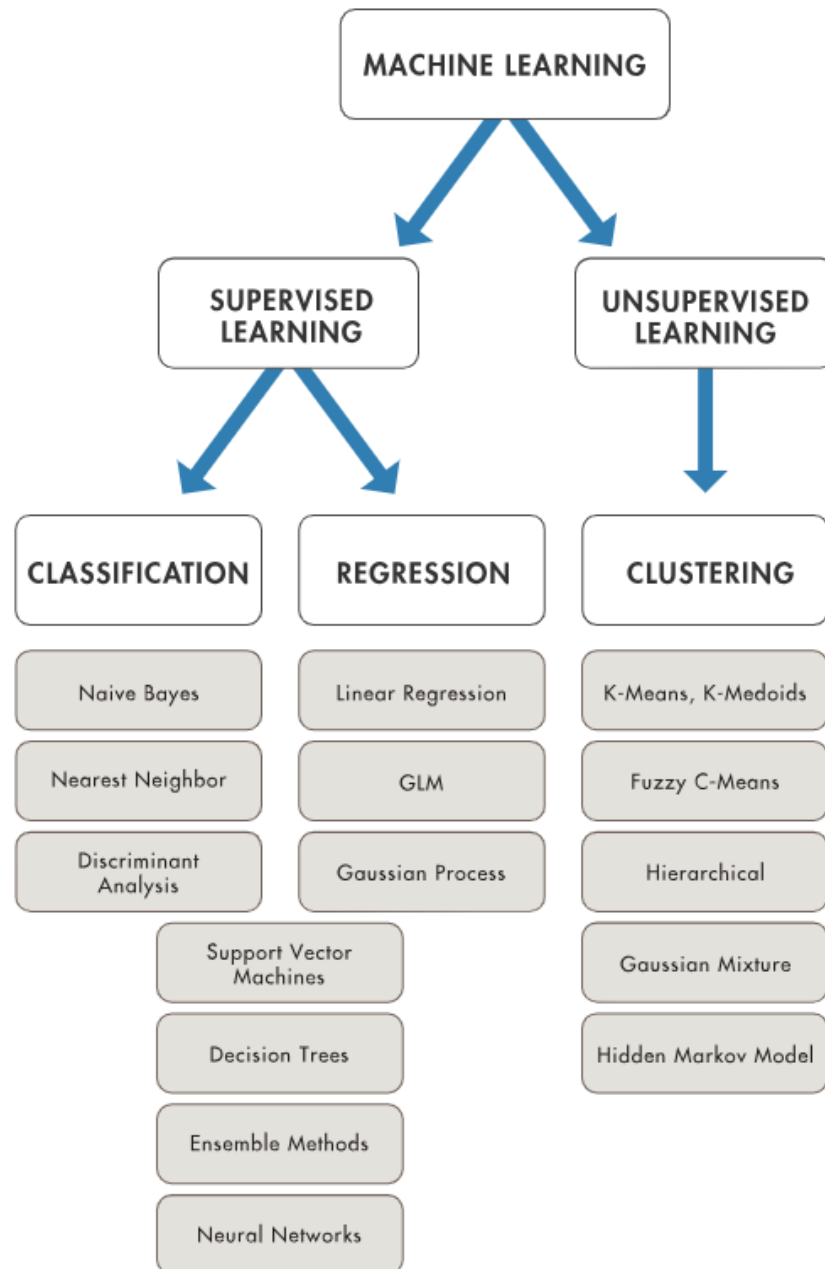 MACHINE LEARNING
SUPERVISED
LEARNING
UNSUPERVISED
LEARNING
CLASSIFICATION
REGRESSION
CLUSTERING
Naive Bayes
Linear Regression
K-Means, K-Medoids
Nearest Neighbor
GLM
Fuzzy C-Means
Discriminant
Analysis
Gaussian Process
Hierarchical
Support Vector
Machines
Gaussian Mixture
Decision Trees
Hidden Markov Model
Ensemble Methods
Neural Networks